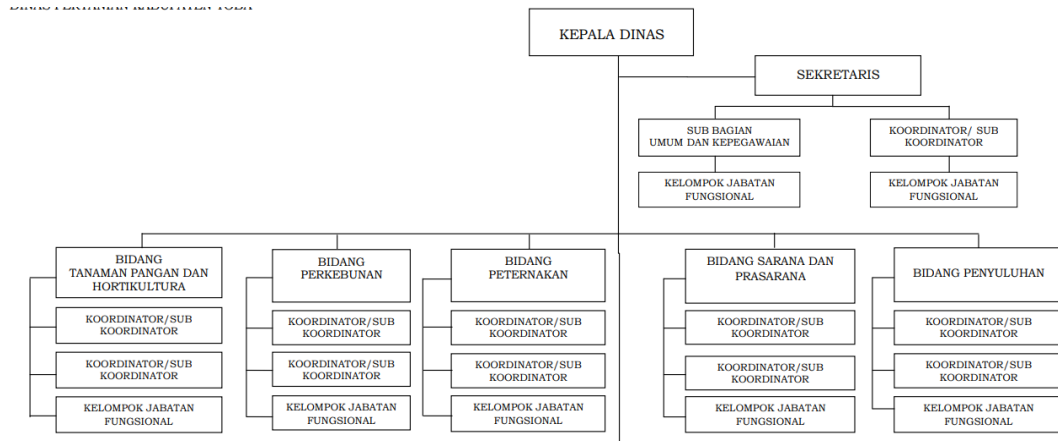 DINAS PERTANIAN KABUPATEN TOBA
KEPALA DINAS
SEKRETARIS
SUB BAGIAN
UMUM DAN KEPEGAWAIAN
KOORDINATOR/ SUB
KOORDINATOR
KELOMPOK JABATAN
FUNGSIONAL
KELOMPOK JABATAN
FUNGSIONAL
BIDANG
TANAMAN PANGAN DAN
HORTIKULTURA
KOORDINATOR/SUB
KOORDINATOR
KOORDINATOR/SUB
KOORDINATOR
KELOMPOK JABATAN
FUNGSIONAL
BIDANG
PERKEBUNAN
KOORDINATOR/SUB
KOORDINATOR
KOORDINATOR/SUB
KOORDINATOR
KELOMPOK JABATAN
FUNGSIONAL
BIDANG
PETERNAKAN
KOORDINATOR/SUB
KOORDINATOR
KOORDINATOR/SUB
KOORDINATOR
KELOMPOK JABATAN
FUNGSIONAL
BIDANG SARANA DAN
PRASARANA
KOORDINATOR/SUB
KOORDINATOR
KOORDINATOR/SUB
KOORDINATOR
KELOMPOK JABATAN
FUNGSIONAL
BIDANG PENYULUHAN
KOORDINATOR/SUB
KOORDINATOR
KOORDINATOR/SUB
KOORDINATOR
KELOMPOK JABATAN
FUNGSIONAL